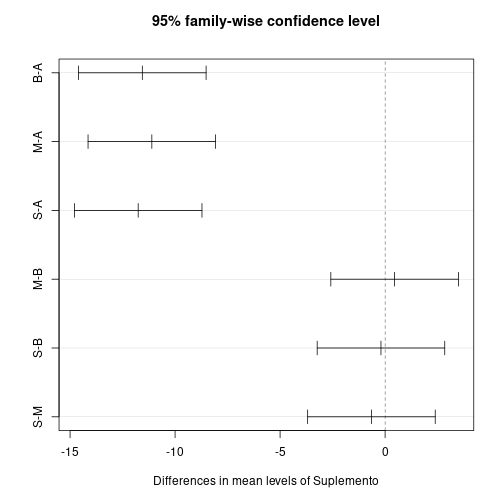 95% family-wise confidence level
B-A
M-A
S-A
M-B
S-B
S-M
-15 -10 -5 0
Differences in mean levels of Suplemento